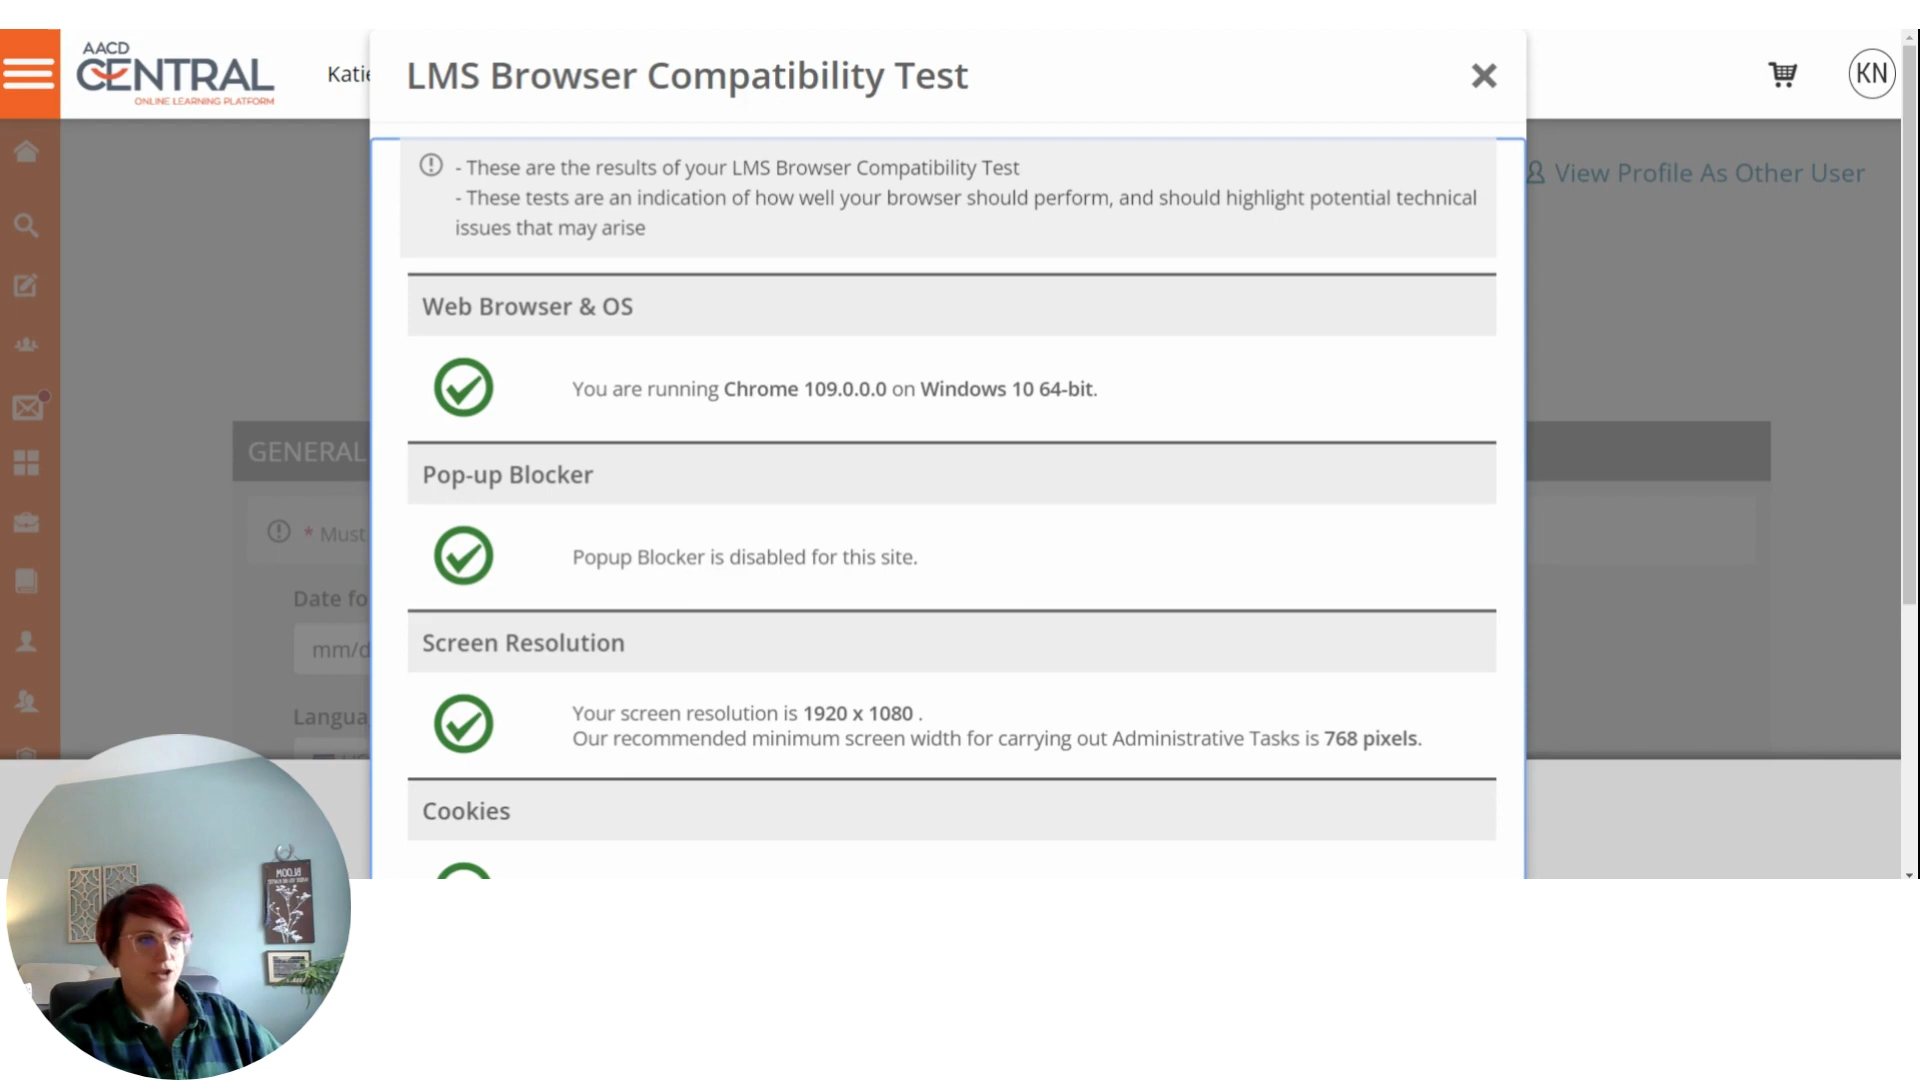 AACD
CENTRAL
ONLINE LEARNING PLATFORM
Katie
LMS Browser Compatibility Test
KN
- These are the results of your LMS Browser Compatibility Test
- These tests are an indication of how well your browser should perform, and should highlight potential technical
issues that may arise
View Profile As Other User
Web Browser & OS
You are running Chrome 109.0.0.0 on Windows 10 64-bit.
GENERAL
Pop-up Blocker
* Must
Popup Blocker is disabled for this site.
Date fo
mm/d
Screen Resolution
Langua
Your screen resolution is 1920 x 1080 .
Our recommended minimum screen width for carrying out Administrative Tasks is 768 pixels.
Cookies
BLOOM